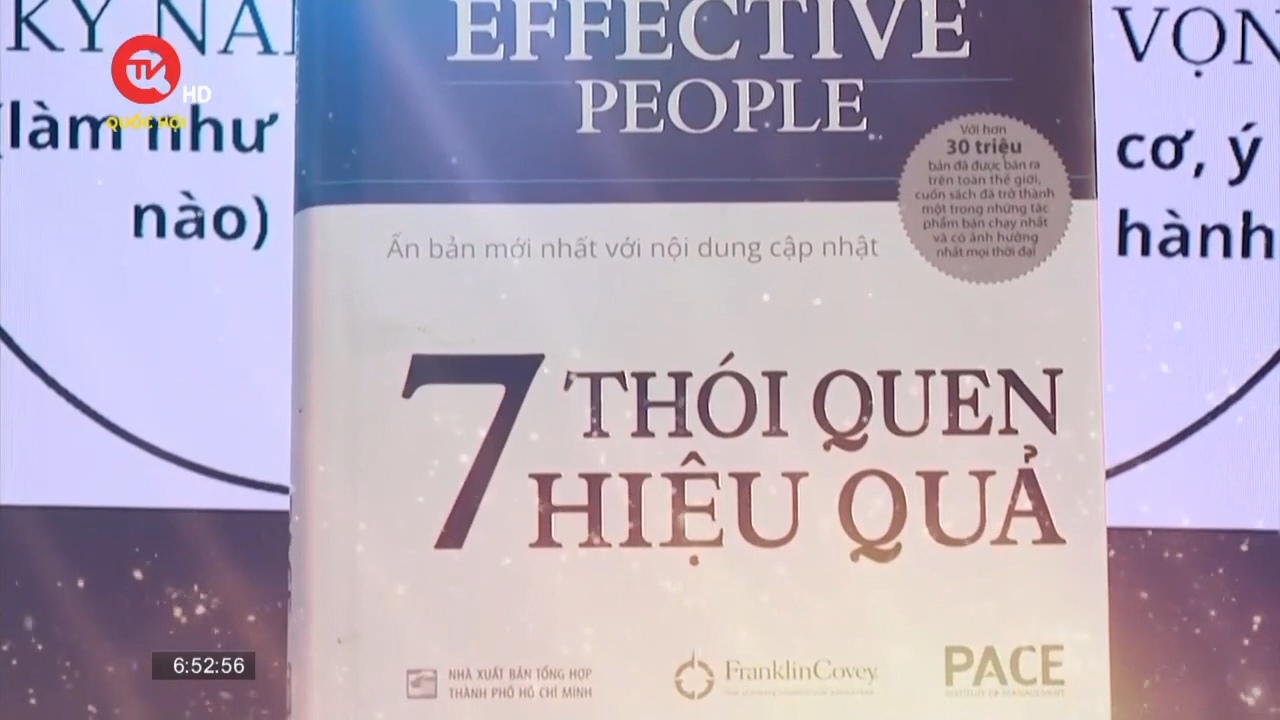 KỸ NĂ
(làm như
nào)
TV
HD
QUỐC HỘI
EFFECTIVE
PEOPLE
Với hơn
30 triệu
bản đã được bán ra
trên toàn thế giới,
cuốn sách đã trở thành
một trong những tác
phẩm bán chạy nhất
và có ảnh hưởng
nhất mọi thời đại
VỌN
cơ, ý
hành
Ấn bản mới nhất với nội dung cập nhật
7 THÓI QUEN
HIỆU QUẢ
NHÀ XUẤT BẢN TỔNG HỢP
THÀNH PHỐ HỒ CHÍ MINH
FranklinCovey
PACE
INSTITUTE OF MANAGEMENT
6:52:56